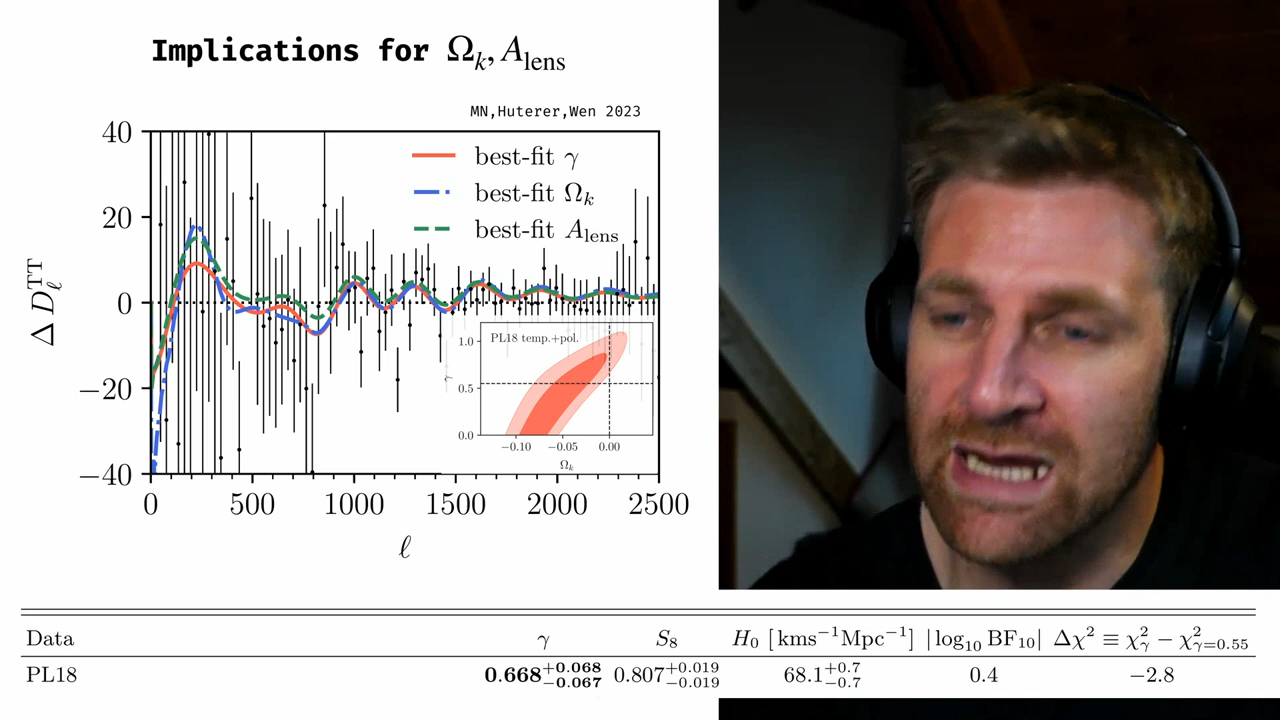 Implications for Ωₖ, A_lens
MN,Huterer,Wen 2023
40
20
0
−20
−40
Δ D_ℓ^TT
best-fit γ
best-fit Ωₖ
best-fit A_lens
PL18 temp.+pol.
1.0
0.5
0.0
γ
−0.10 −0.05 0.00
Ωₖ
0 500 1000 1500 2000 2500
ℓ
Data γ S₈ H₀ [kms⁻¹Mpc⁻¹] |log₁₀ BF₁₀| Δχ² ≡ χ²_γ − χ²_γ=0.55
PL18 0.668^{+0.068}_{−0.067} 0.807^{+0.019}_{−0.019} 68.1^{+0.7}_{−0.7} 0.4 −2.8